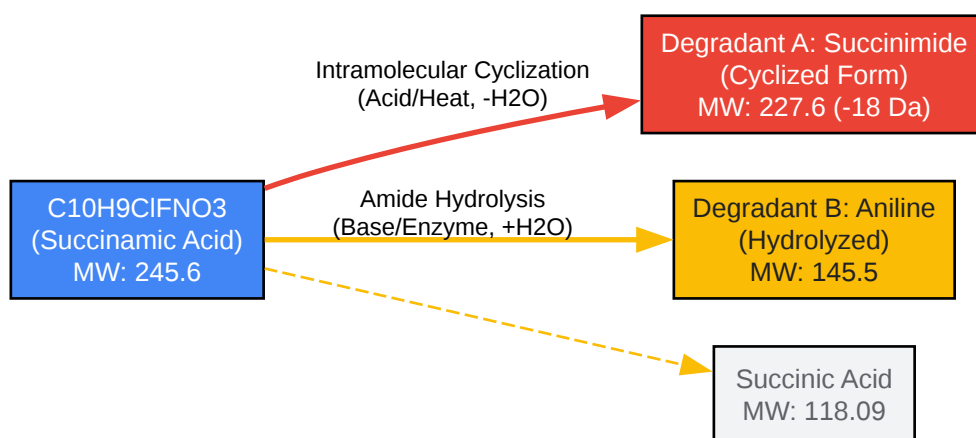 Intramolecular Cyclization
(Acid/Heat, -H2O)
Degradant A: Succinimide
(Cyclized Form)
MW: 227.6 (-18 Da)
C10H9ClFNO3
(Succinamic Acid)
MW: 245.6
Amide Hydrolysis
(Base/Enzyme, +H2O)
Degradant B: Aniline
(Hydrolyzed)
MW: 145.5
Succinic Acid
MW: 118.09